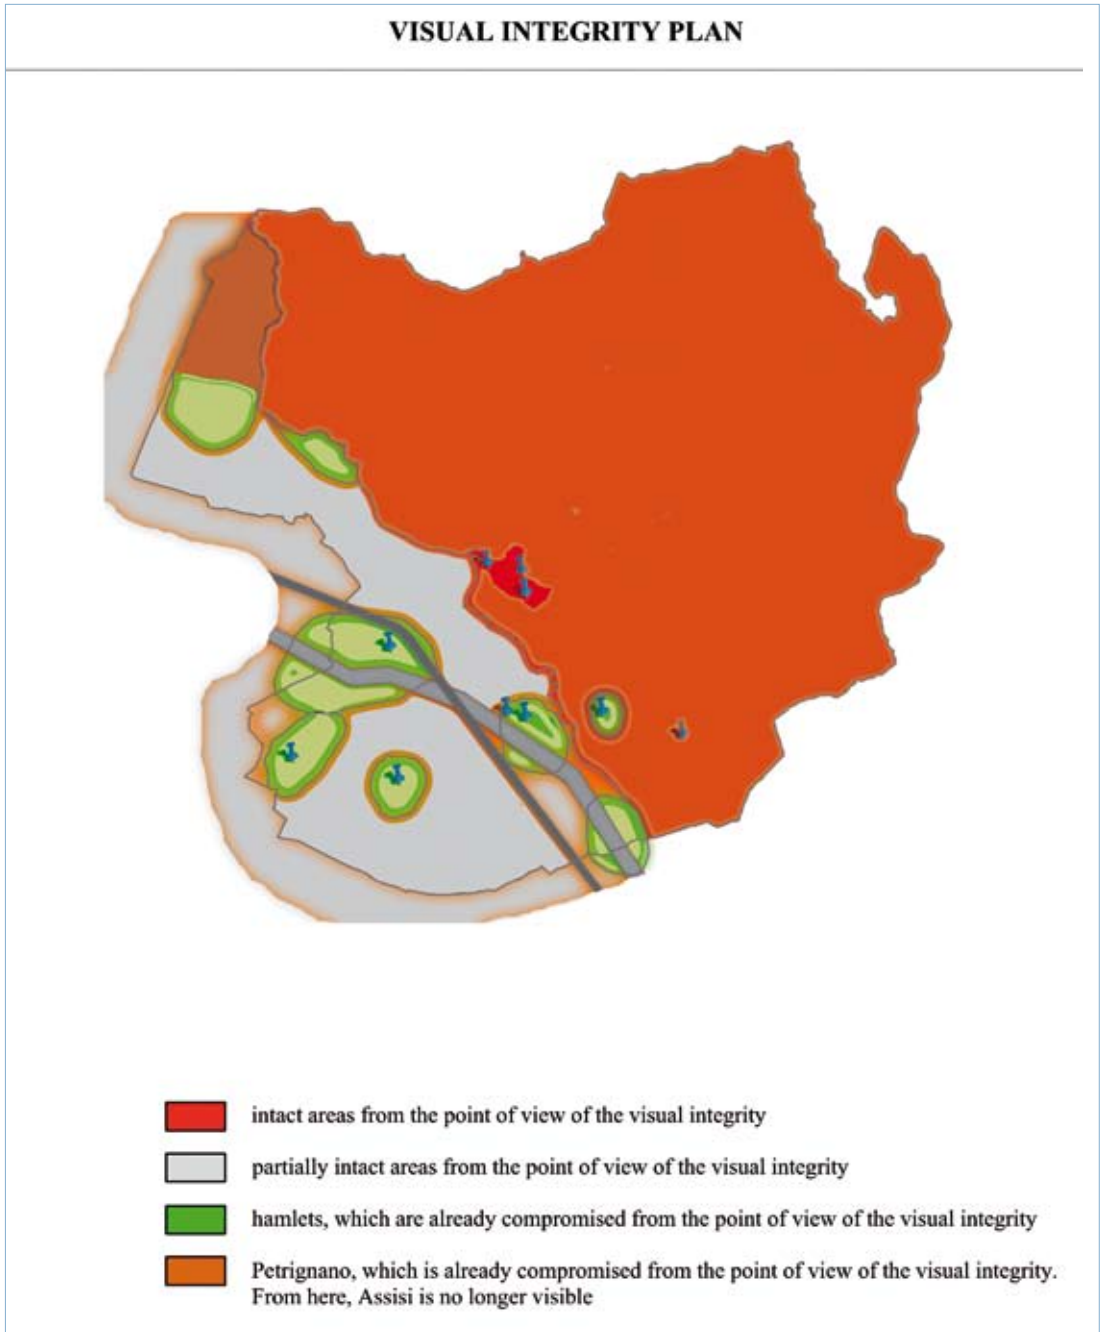 VISUAL INTEGRITY PLAN
intact areas from the point of view of the visual integrity
partially intact areas from the point of view of the visual integrity
hamlets, which are already compromised from the point of view of the visual integrity
Petrignano, which is already compromised from the point of view of the visual integrity.
From here, Assisi is no longer visible